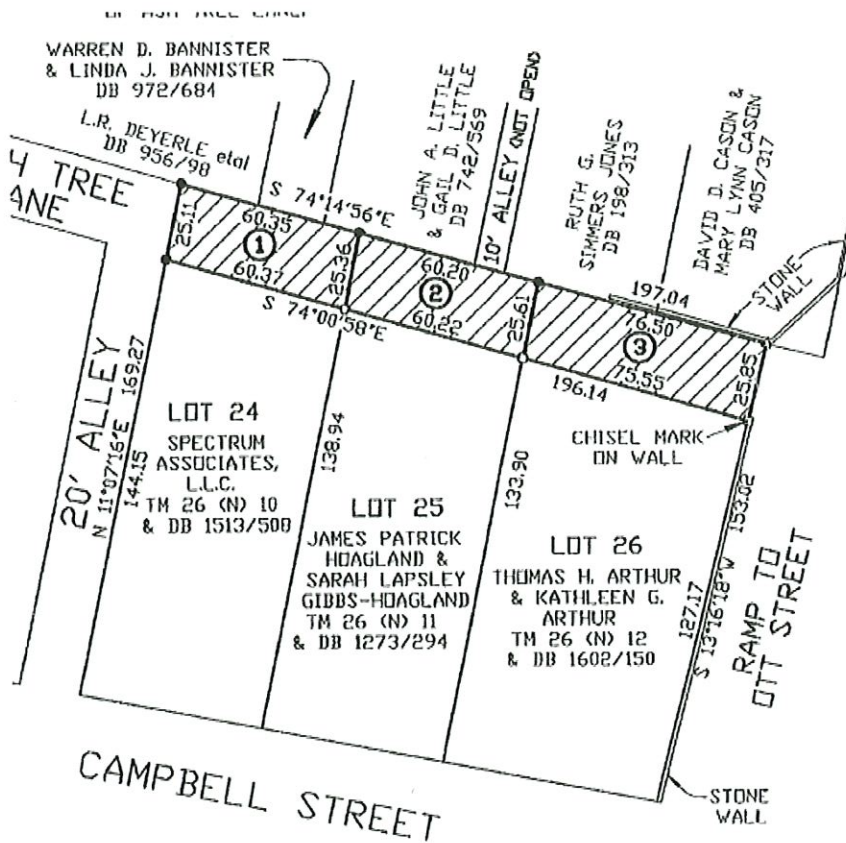 OF ASH TREE LANE)
WARREN D. BANNISTER
& LINDA J. BANNISTER
DB 972/684
L.R. DEYERLE etal
DB 956/98
TREE
ANE
S 74°14'56"E
JOHN A. LITTLE
& GAIL D. LITTLE
DB 742/569
10' ALLEY (NOT OPEN)
RUTH G.
SIMMERS JONES
DB 198/313
DAVID D. CASON &
MARY LYNN CASON
DB 405/317
STONE
WALL
197.04
25.11
60.35
1
60.37
25.36
S 74°00'58"E
60.20
2
60.22
25.61
76.50
3
75.55
25.85
196.14
CHISEL MARK
ON WALL
20' ALLEY
N 11°07'16"E 169.27
144.15
LOT 24
SPECTRUM
ASSOCIATES,
L.L.C.
TM 26 (N) 10
& DB 1513/508
138.94
LOT 25
JAMES PATRICK
HOAGLAND &
SARAH LAPSLEY
GIBBS-HOAGLAND
TM 26 (N) 11
& DB 1273/294
133.90
LOT 26
THOMAS H. ARTHUR
& KATHLEEN G.
ARTHUR
TM 26 (N) 12
& DB 1602/150
127.17
S 13°16'18"W 153.02
RAMP TO
OTT STREET
STONE
WALL
CAMPBELL STREET